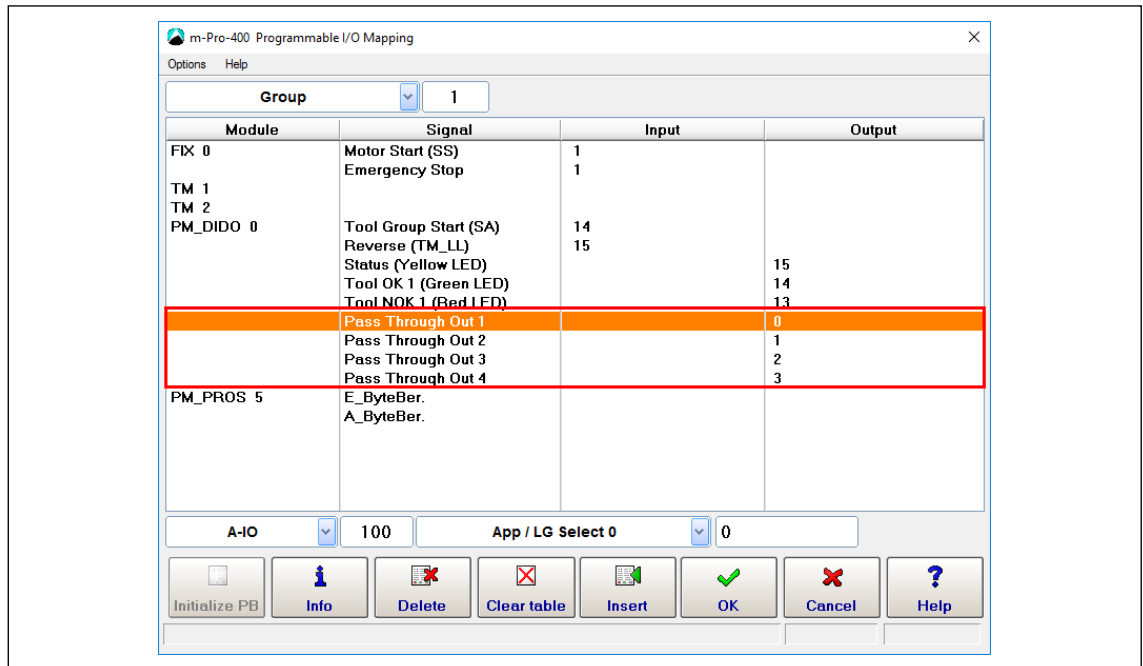 m-Pro-400 Programmable I/O Mapping
Options Help
Group 1
Module Signal Input Output
FIX 0 Motor Start (SS) 1
Emergency Stop 1
TM 1
TM 2
PM_DIDO 0 Tool Group Start (SA) 14
Reverse (TM_LL) 15
Status (Yellow LED) 15
Tool OK 1 (Green LED) 14
Tool NOK 1 (Red LED) 13
Pass Through Out 1 0
Pass Through Out 2 1
Pass Through Out 3 2
Pass Through Out 4 3
PM_PROS 5 E_ByteBer.
A_ByteBer.
A-IO 100 App / LG Select 0 0
Initialize PB Info Delete Clear table Insert OK Cancel Help